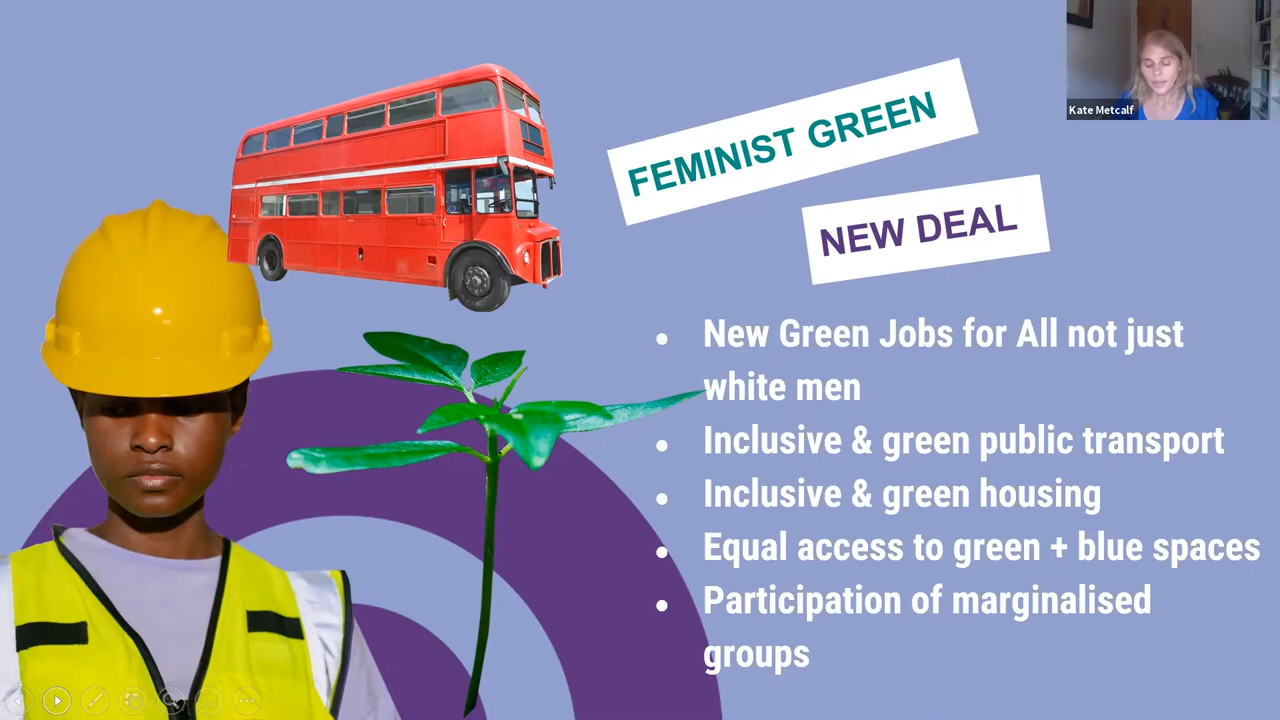 FEMINIST GREEN
NEW DEAL
Kate Metcalf
New Green Jobs for All not just
white men
Inclusive & green public transport
Inclusive & green housing
Equal access to green + blue spaces
Participation of marginalised
groups